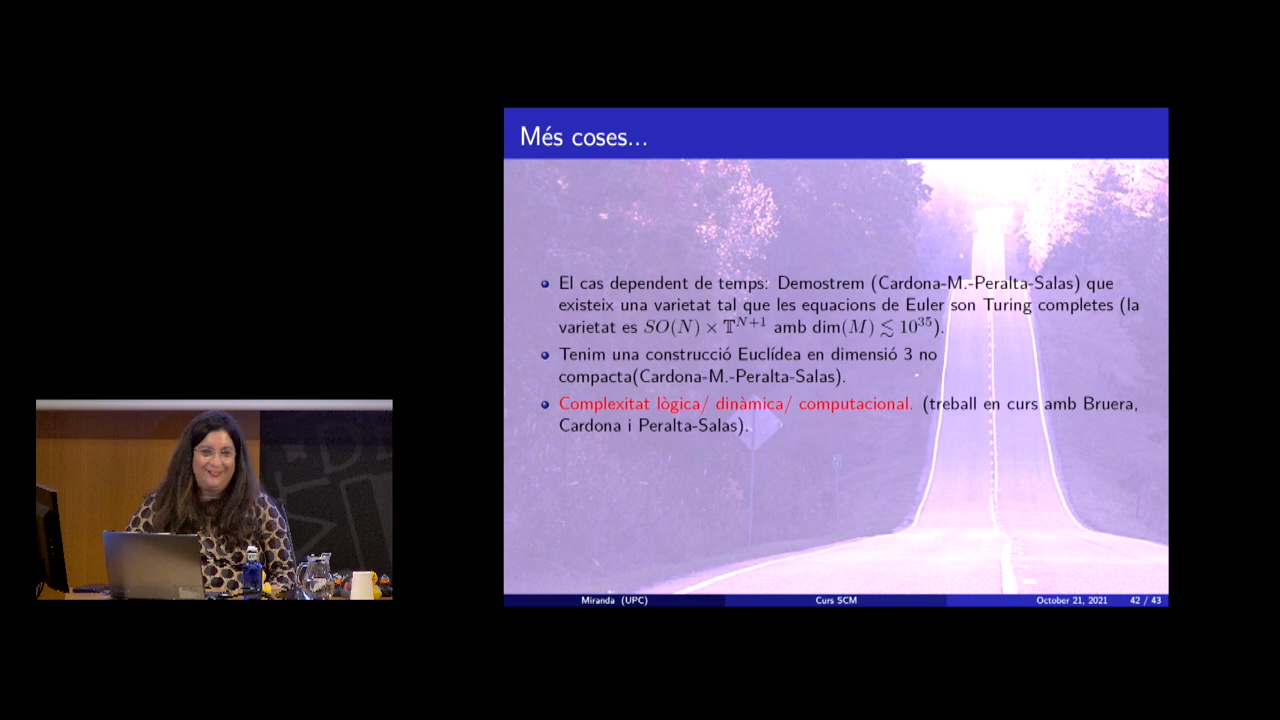 Més coses...
El cas dependent de temps: Demostrem (Cardona-M.-Peralta-Salas) que
existeix una varietat tal que les equacions de Euler son Turing completes (la
varietat es $SO(N) \times \mathbb{T}^{N+1}$ amb dim$(M) \lesssim 10^{35}$).
Tenim una construcció Euclídea en dimensió 3 no
compacta(Cardona-M.-Peralta-Salas).
Complexitat lògica/ dinàmica/ computacional. (treball en curs amb Bruera,
Cardona i Peralta-Salas).
Miranda (UPC) Curs SCM October 21, 2021 42 / 43